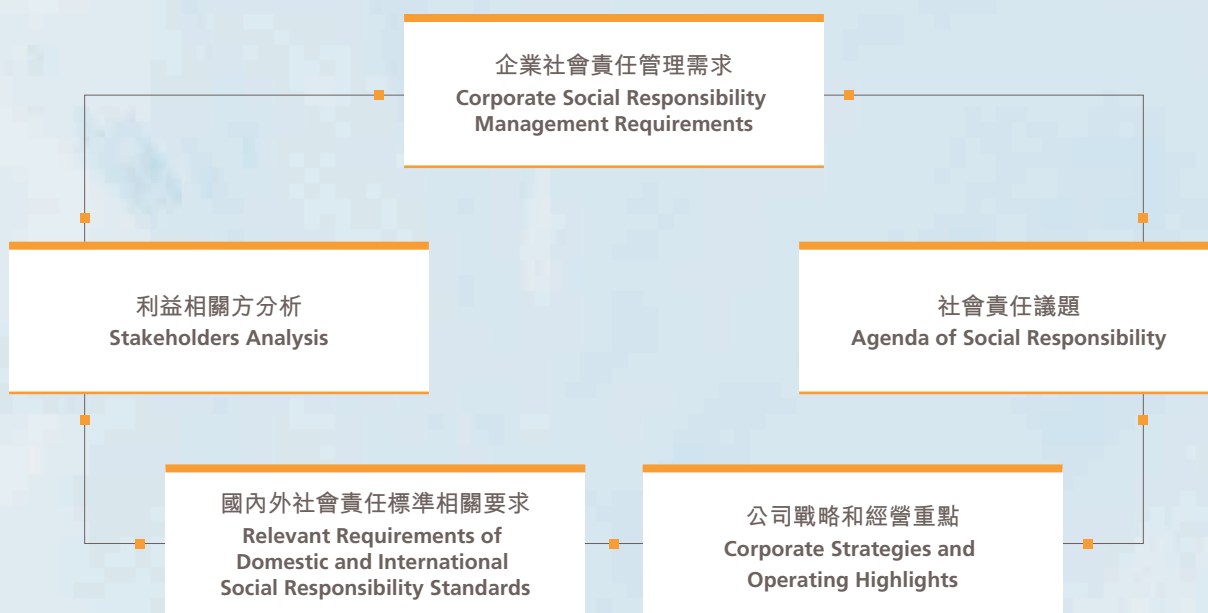 企業社會責任管理需求
Corporate Social Responsibility
Management Requirements
利益相關方分析
Stakeholders Analysis
社會責任議題
Agenda of Social Responsibility
國內外社會責任標準相關要求
Relevant Requirements of
Domestic and International
Social Responsibility Standards
公司戰略和經營重點
Corporate Strategies and
Operating Highlights